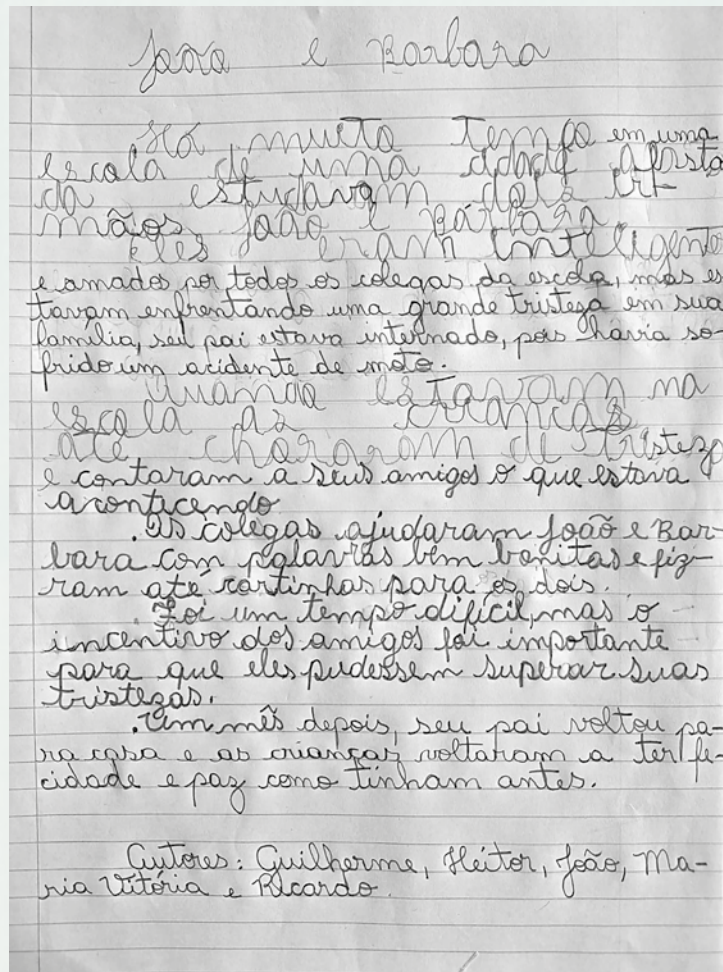 João e Barbara
Há muito tempo em uma
escola de uma cidade afasta
da estudavam dois ir-
mãos João e Bárbara.
Eles eram inteligente
e amados por todos os colegas da escola, mas es
tavam enfrentando uma grande tristeza em sua
família, seu pai estava internado, pois havia so-
frido um acidente de moto.
Quando estavam na
escola as crianças
até choraram de tristeza
e contaram a seus amigos o que estava
acontecendo
.Os colegas ajudaram João e Bar-
bara com palavras bem bonitas e fize-
ram até cartinhas para os dois.
.Foi um tempo difícil, mas o
incentivo dos amigos foi importante
para que eles pudessem superar suas
tristezas.
.Um mês depois, seu pai voltou pa-
ra casa e as crianças voltaram a ter fe-
cidade e paz como tinham antes.
Autores: Guilherme, Heitor, João, Ma-
ria Vitória e Ricardo.